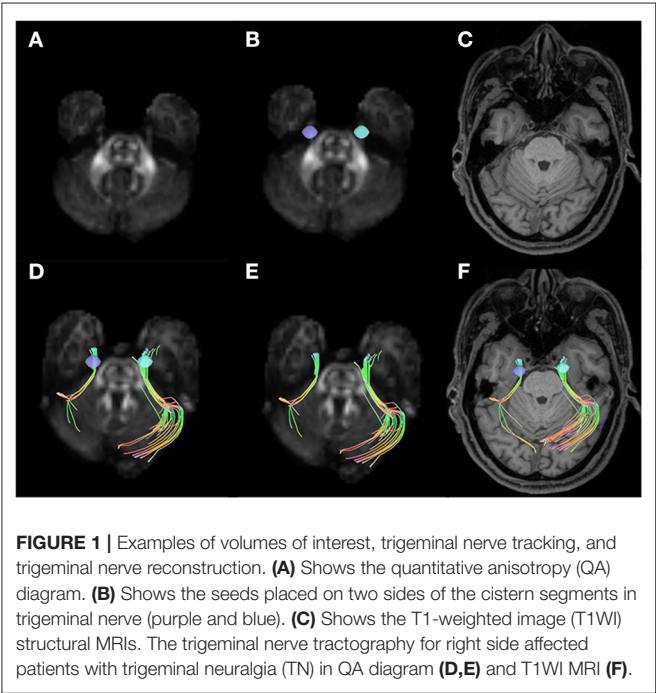 A
B
C
D
E
F
FIGURE 1 | Examples of volumes of interest, trigeminal nerve tracking, and
trigeminal nerve reconstruction. (A) Shows the quantitative anisotropy (QA)
diagram. (B) Shows the seeds placed on two sides of the cistern segments in
trigeminal nerve (purple and blue). (C) Shows the T1-weighted image (T1WI)
structural MRIs. The trigeminal nerve tractography for right side affected
patients with trigeminal neuralgia (TN) in QA diagram (D,E) and T1WI MRI (F).